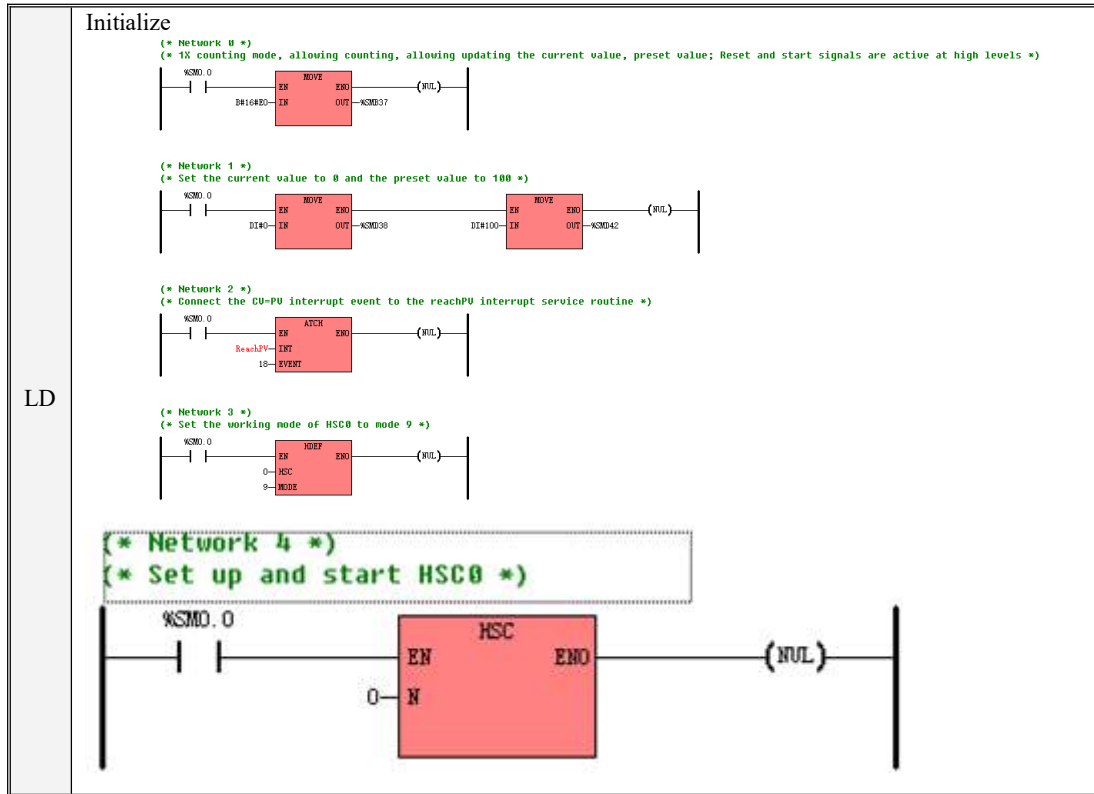 Initialize
(* Network 0 *)
(* 1X counting mode, allowing counting, allowing updating the current value, preset value; Reset and start signals are active at high levels *)
%SM0.0
MOVE
EN ENO (NUL)
B#16#E0 IN OUT %SMB37
(* Network 1 *)
(* Set the current value to 0 and the preset value to 100 *)
%SM0.0
MOVE MOVE
EN ENO EN ENO (NUL)
DI#0 IN OUT %SMD38 DI#100 IN OUT %SMD42
(* Network 2 *)
(* Connect the CV=PV interrupt event to the reachPV interrupt service routine *)
%SM0.0
ATCH
EN ENO (NUL)
ReachPV INT
18 EVENT
LD
(* Network 3 *)
(* Set the working mode of HSC0 to mode 9 *)
%SM0.0
HDEF
EN ENO (NUL)
0 HSC
9 MODE
(* Network 4 *)
(* Set up and start HSC0 *)
%SM0.0
HSC
EN ENO (NUL)
0 N